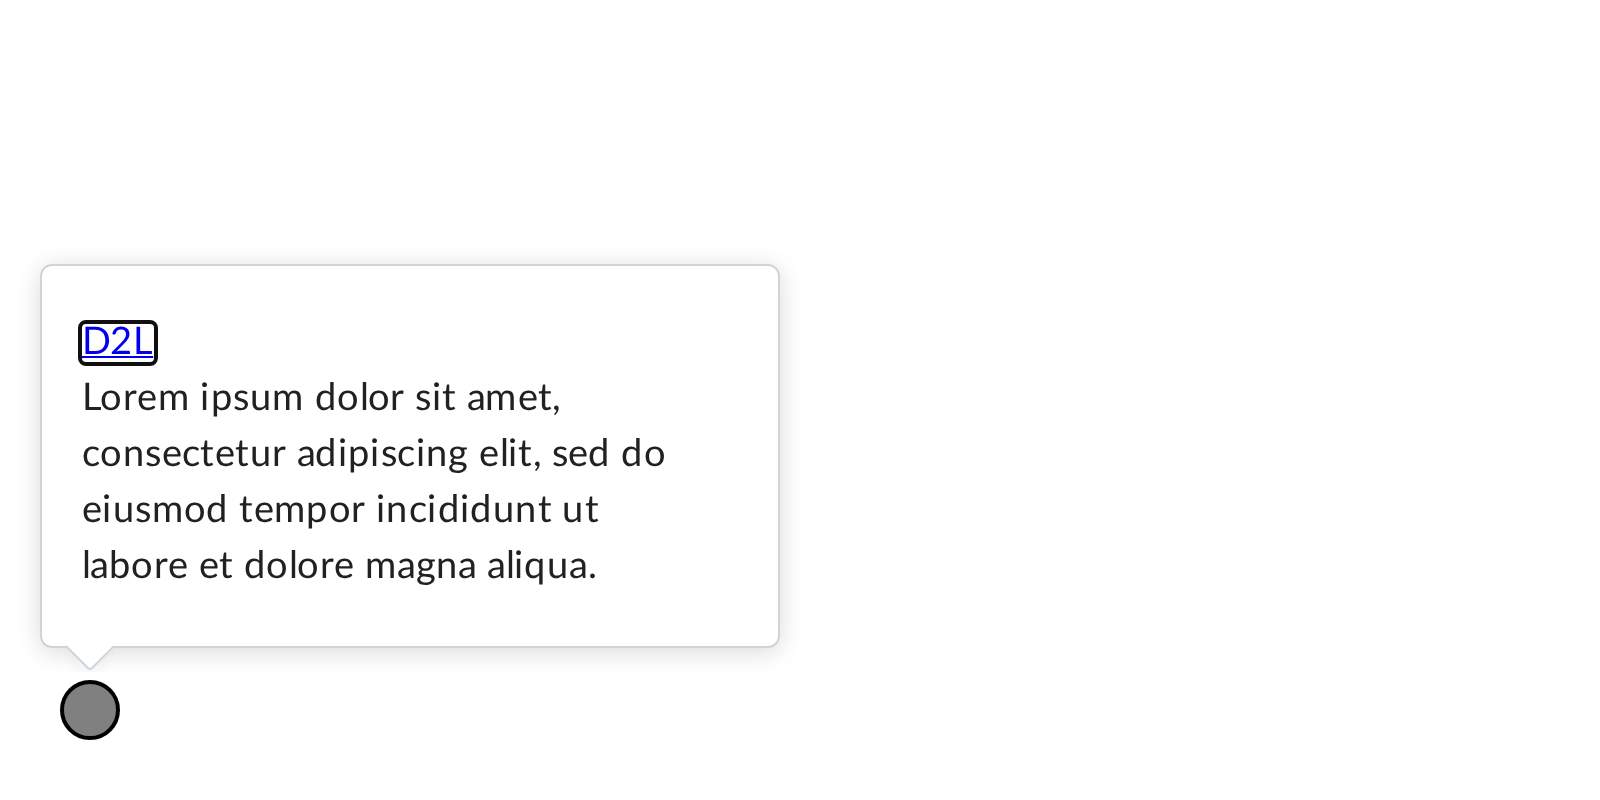 D2L
Lorem ipsum dolor sit amet,
consectetur adipiscing elit, sed do
eiusmod tempor incididunt ut
labore et dolore magna aliqua.